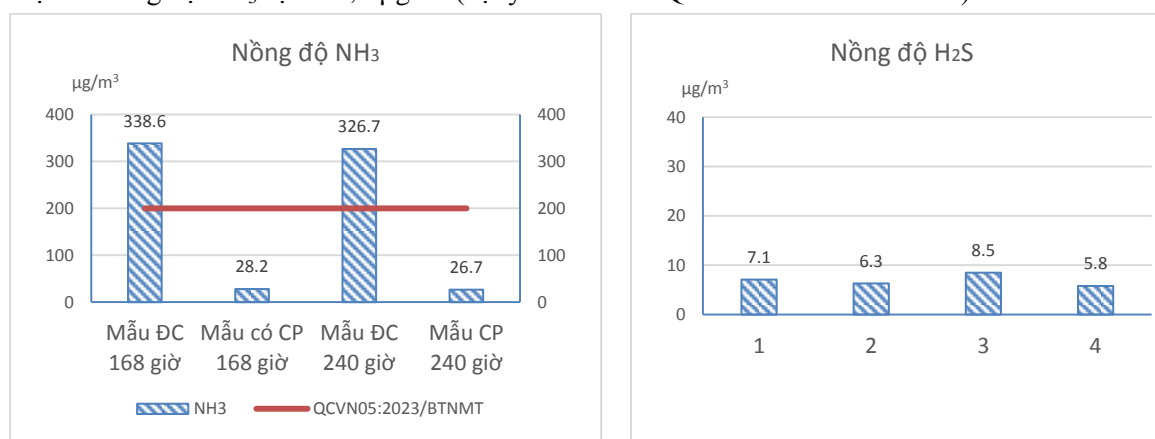 Nồng độ NH3
µg/m3
400
300
200
100
0
400
300
200
100
0
338.6
28.2
326.7
26.7
Mẫu ĐC 168 giờ
Mẫu có CP 168 giờ
Mẫu ĐC 240 giờ
Mẫu CP 240 giờ
NH3
QCVN05:2023/BTNMT
Nồng độ H2S
µg/m3
40
30
20
10
0
7.1
6.3
8.5
5.8
1
2
3
4